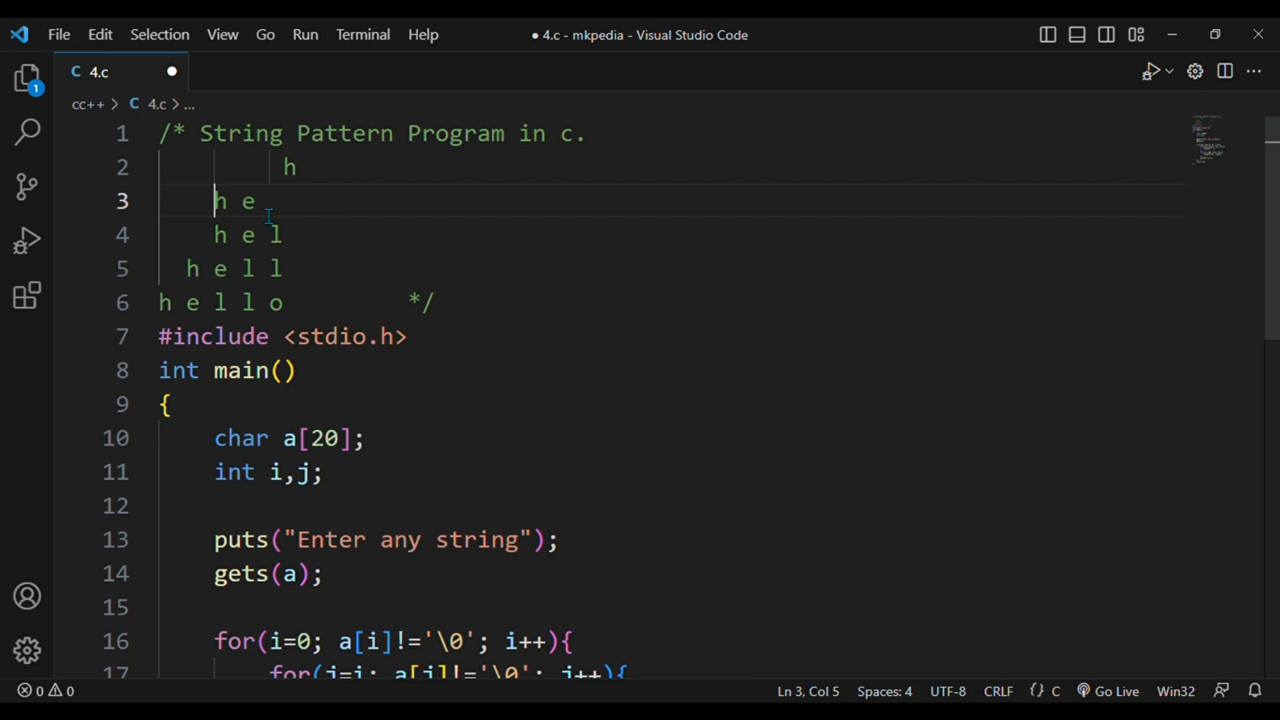 File Edit Selection View Go Run Terminal Help ● 4.c - mkpedia - Visual Studio Code
C 4.c ●
1
cc++ > C 4.c > ...
1 /* String Pattern Program in c.
2 h
3 h e
4 h e l
5 h e l l
6 h e l l o */
7 #include <stdio.h>
8 int main()
9 {
10 char a[20];
11 int i,j;
12
13 puts("Enter any string");
14 gets(a);
15
16 for(i=0; a[i]!='\0'; i++){
17 for(j=i; a[j]!='\0'; j++){
0 0 Ln 3, Col 5 Spaces: 4 UTF-8 CRLF {} C Go Live Win32